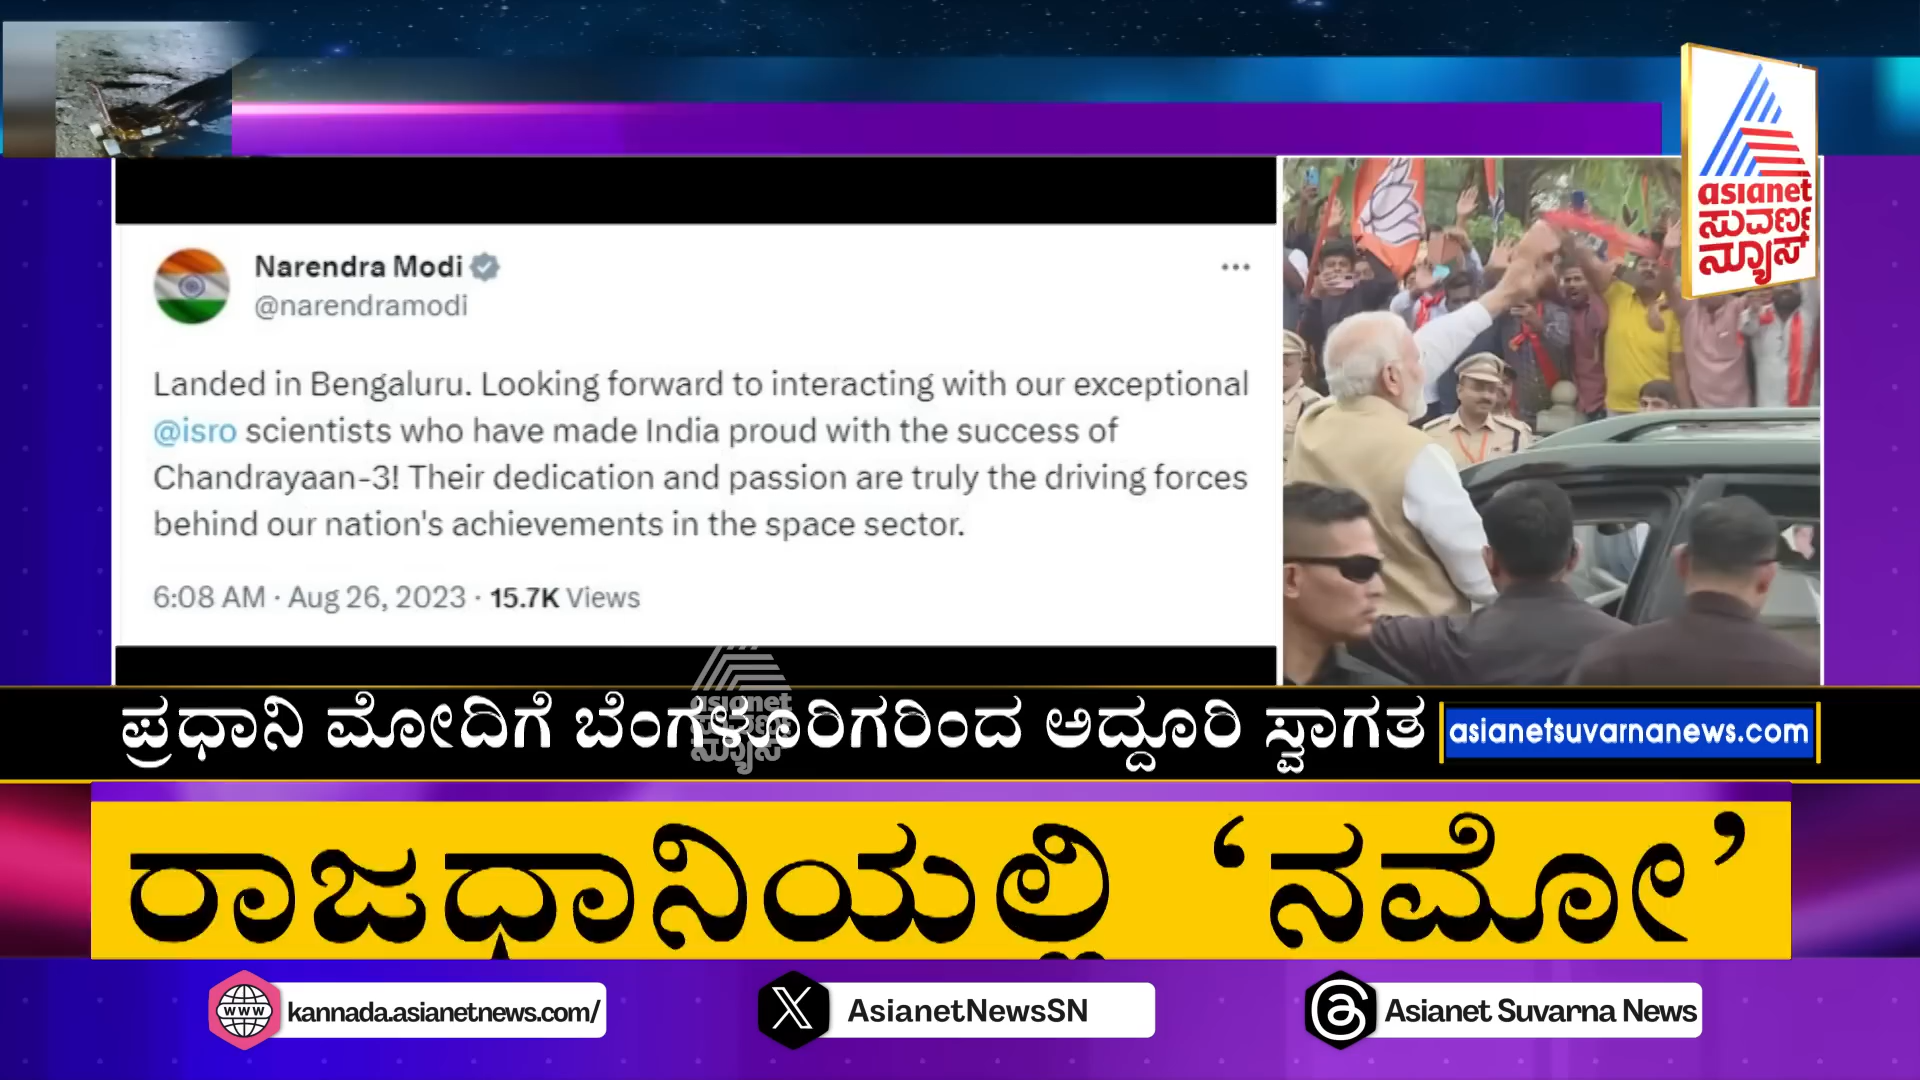 asianet
ಸುವರ್ಣ
ನ್ಯೂಸ್
Narendra Modi
@narendramodi
Landed in Bengaluru. Looking forward to interacting with our exceptional
@isro scientists who have made India proud with the success of
Chandrayaan-3! Their dedication and passion are truly the driving forces
behind our nation's achievements in the space sector.
6:08 AM · Aug 26, 2023 · 15.7K Views
asianet
ಸುವರ್ಣ
ನ್ಯೂಸ್
ಪ್ರಧಾನಿ ಮೋದಿಗೆ ಬೆಂಗಳೂರಿಗರಿಂದ ಅದ್ದೂರಿ ಸ್ವಾಗತ
asianetsuvarnanews.com
ರಾಜಧಾನಿಯಲ್ಲಿ ‘ನಮೋ’
www
kannada.asianetnews.com/
AsianetNewsSN
Asianet Suvarna News